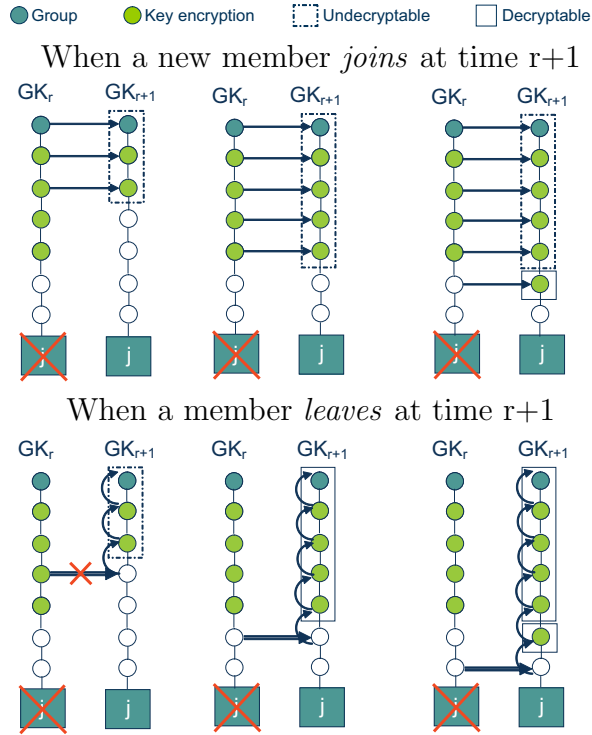 Group Key encryption Undecryptable Decryptable
When a new member joins at time r+1
GKr GKr+1 GKr GKr+1 GKr GKr+1
j j j j j j
When a member leaves at time r+1
GKr GKr+1 GKr GKr+1 GKr GKr+1
j j j j j j